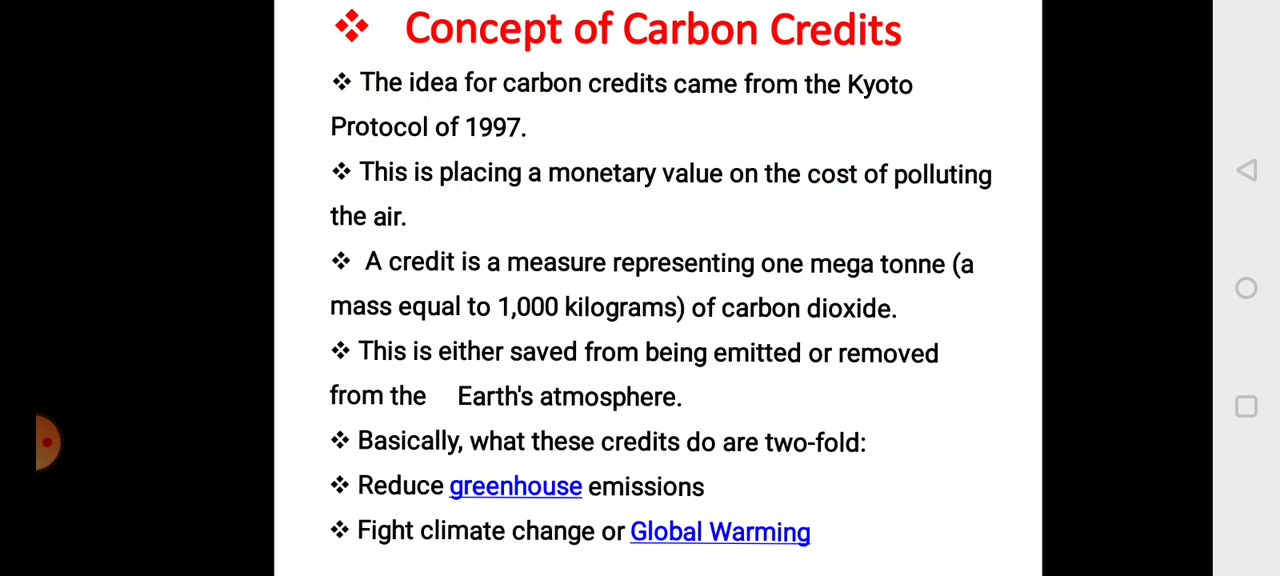 ❖ Concept of Carbon Credits
❖ The idea for carbon credits came from the Kyoto
Protocol of 1997.
❖ This is placing a monetary value on the cost of polluting
the air.
❖ A credit is a measure representing one mega tonne (a
mass equal to 1,000 kilograms) of carbon dioxide.
❖ This is either saved from being emitted or removed
from the Earth's atmosphere.
❖ Basically, what these credits do are two-fold:
❖ Reduce greenhouse emissions
❖ Fight climate change or Global Warming